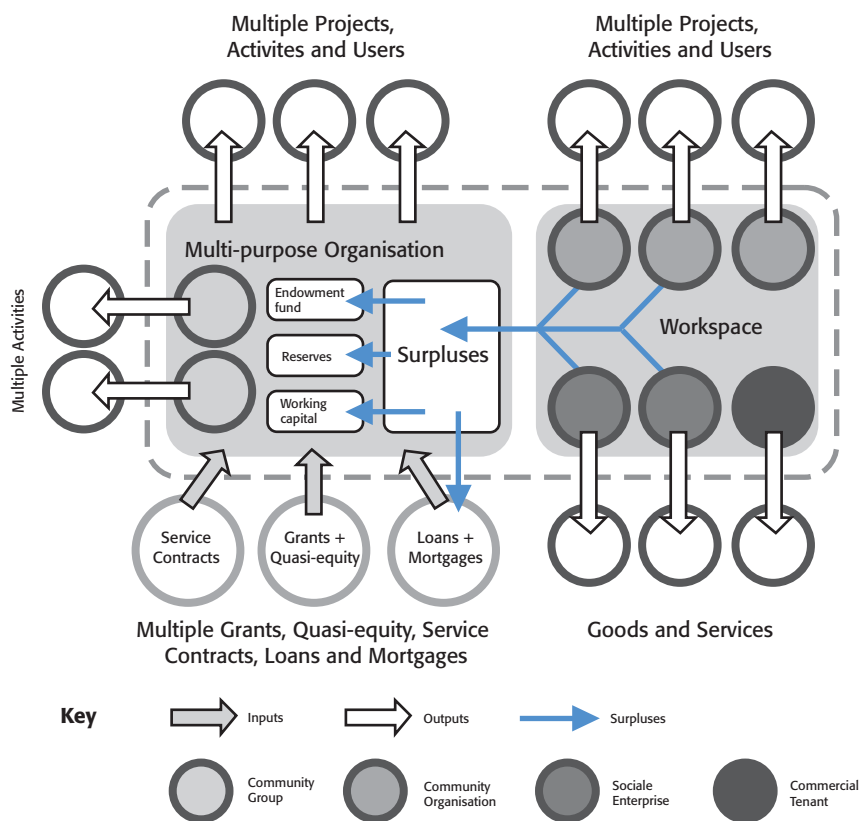 Multiple Projects,
Activites and Users
Multiple Projects,
Activities and Users
Multi-purpose Organisation
Endowment
fund
Reserves
Working
capital
Surpluses
Workspace
Multiple Activities
Service
Contracts
Grants +
Quasi-equity
Loans +
Mortgages
Multiple Grants, Quasi-equity, Service
Contracts, Loans and Mortgages
Goods and Services
Key
Inputs
Outputs
Surpluses
Community
Group
Community
Organisation
Sociale
Enterprise
Commercial
Tenant